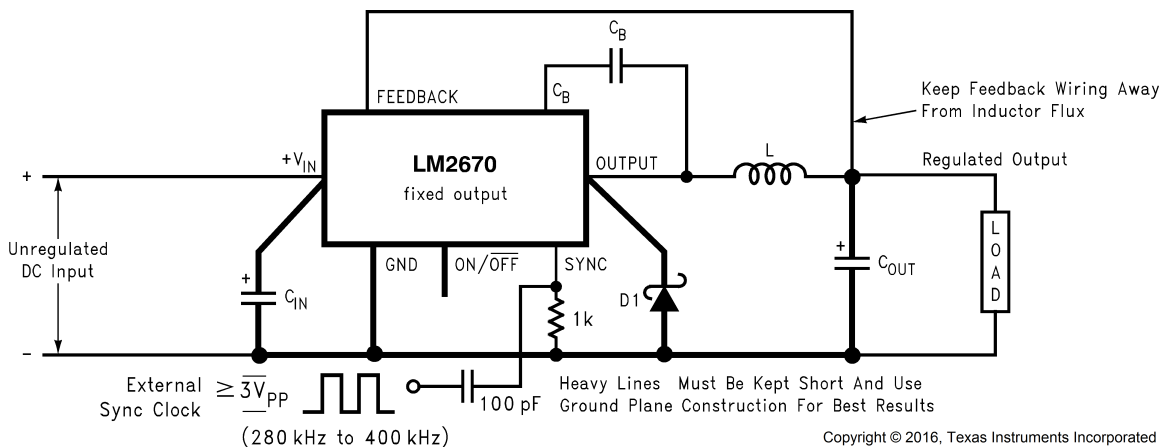 C_B
FEEDBACK
C_B
Keep Feedback Wiring Away
From Inductor Flux
+V_IN
LM2670
fixed output
OUTPUT
L
Regulated Output
+
Unregulated
DC Input
-
+
C_IN
GND
ON/O̅F̅F̅
SYNC
1k
D1
+
C_OUT
LOAD
External
Sync Clock
≥ 3V_PP
(280 kHz to 400 kHz)
100 pF
Heavy Lines Must Be Kept Short And Use
Ground Plane Construction For Best Results
Copyright © 2016, Texas Instruments Incorporated